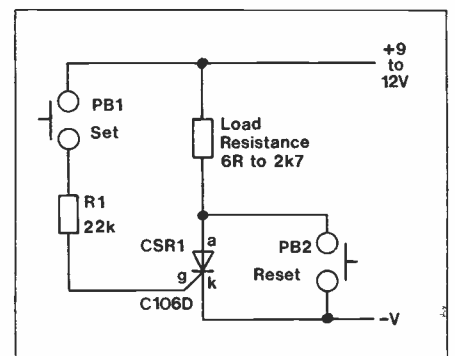 +9
to
12V
PB1
Set
Load
Resistance
6R to 2k7
R1
22k
CSR1
a
g
k
C106D
PB2
Reset
-V